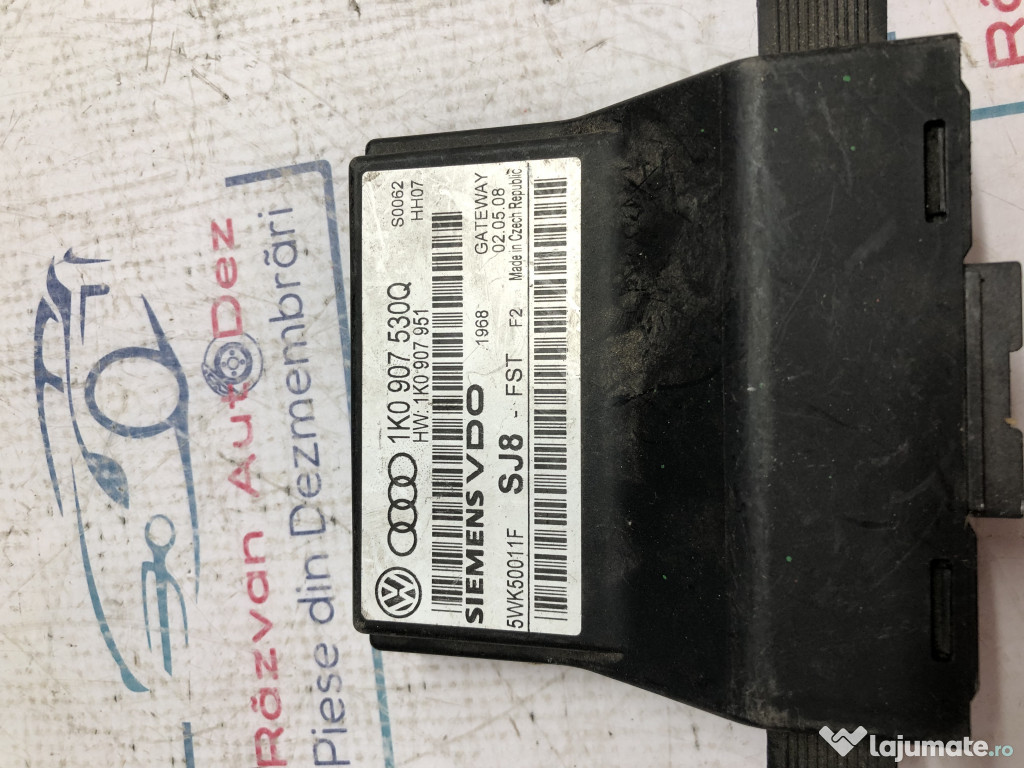 1K0 907 530Q
HW: 1K0 907 951
S0062
HH07
SIEMENS VDO
1968
GATEWAY
02.05.08
5WK50011F
SJ8 - FST
F2
Made in Czech Republic
Răzvan AutoDez
Piese din Dezmembrări
Ră
lajumate.ro